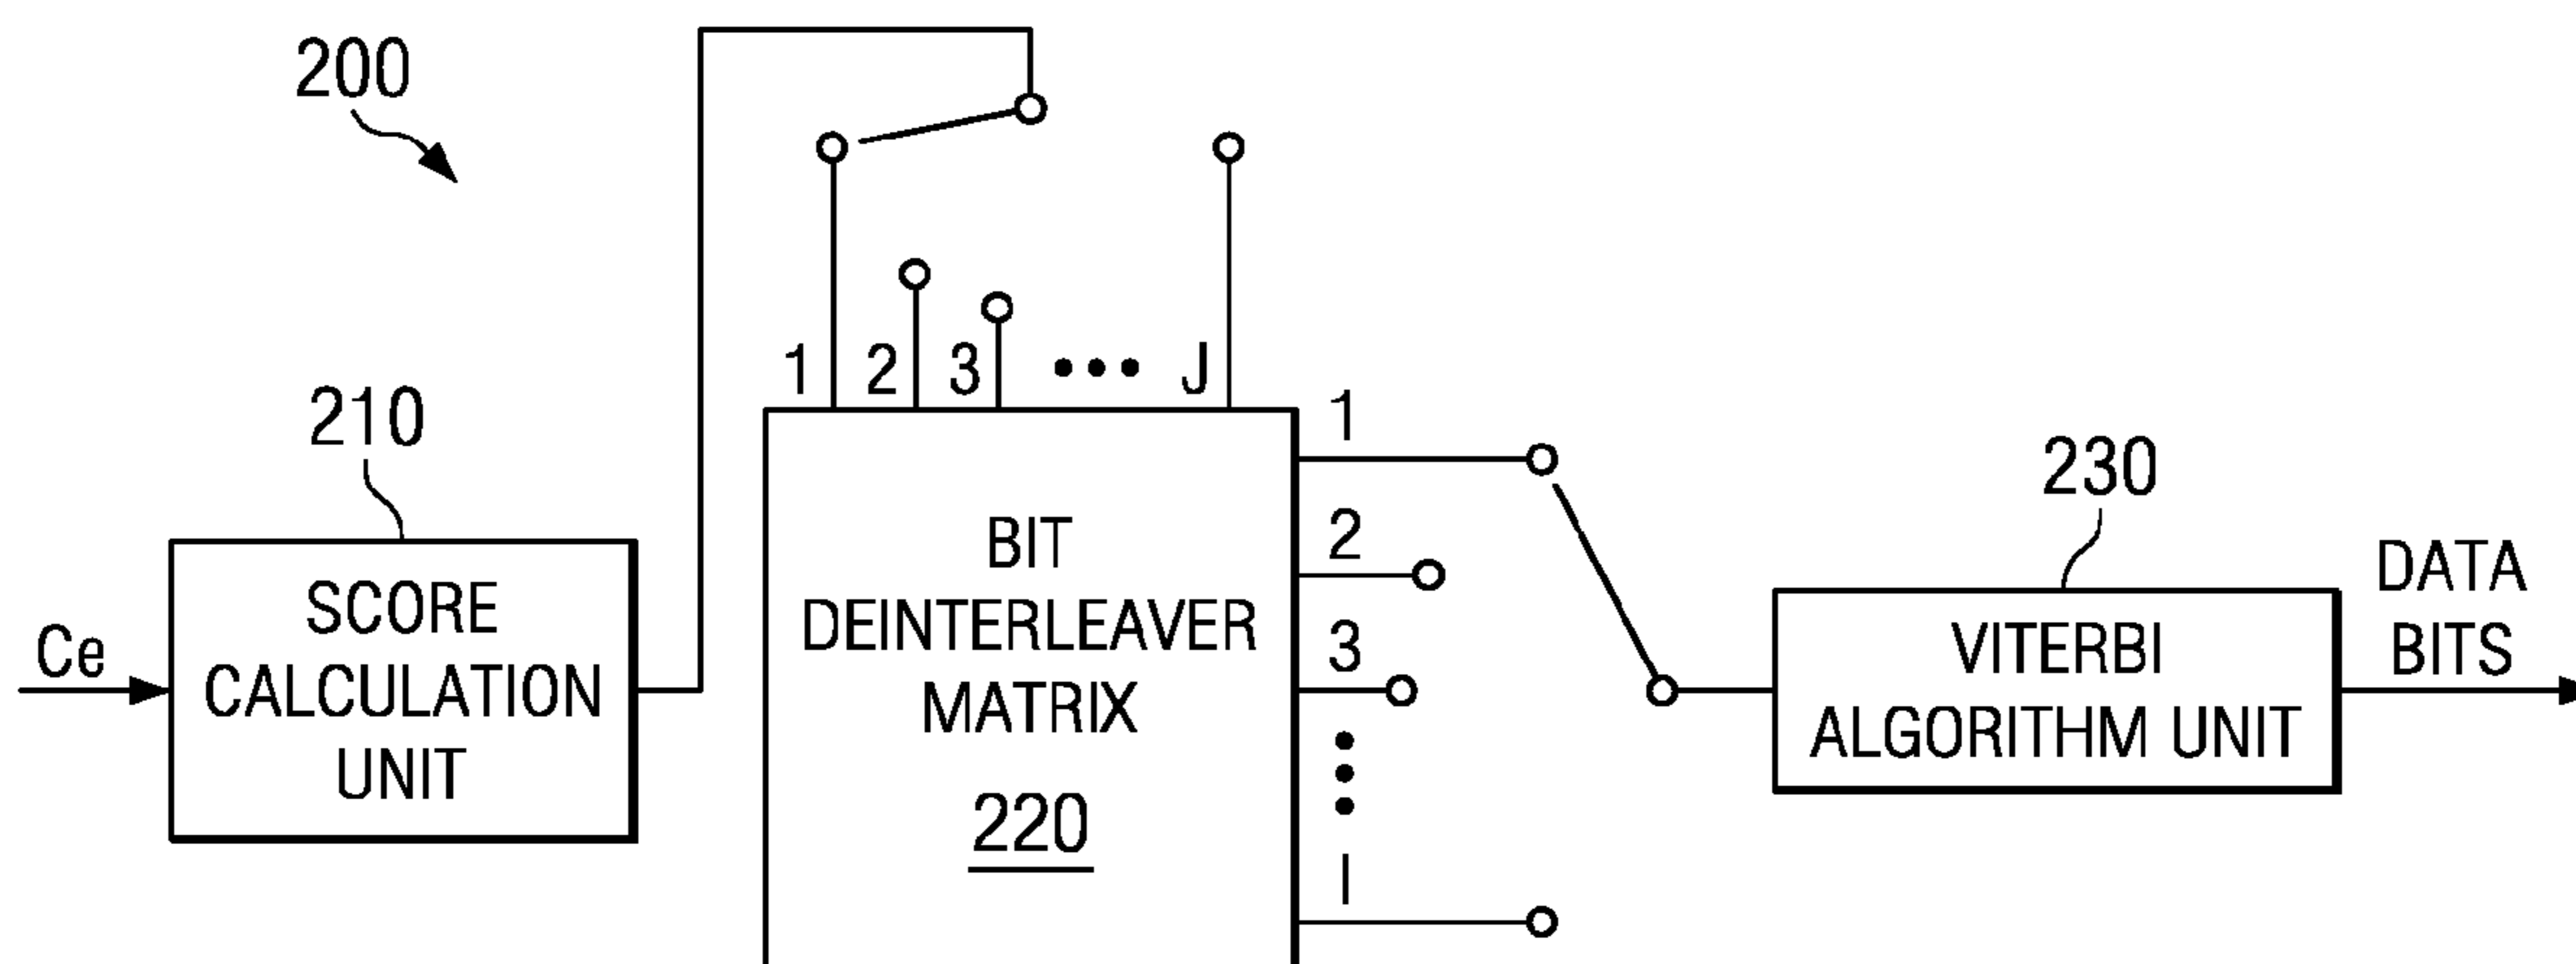 200
1 2 3 ••• J
210
SCORE
CALCULATION
UNIT
Ce
BIT
DEINTERLEAVER
MATRIX
220
1
2
3
I
230
VITERBI
ALGORITHM UNIT
DATA
BITS